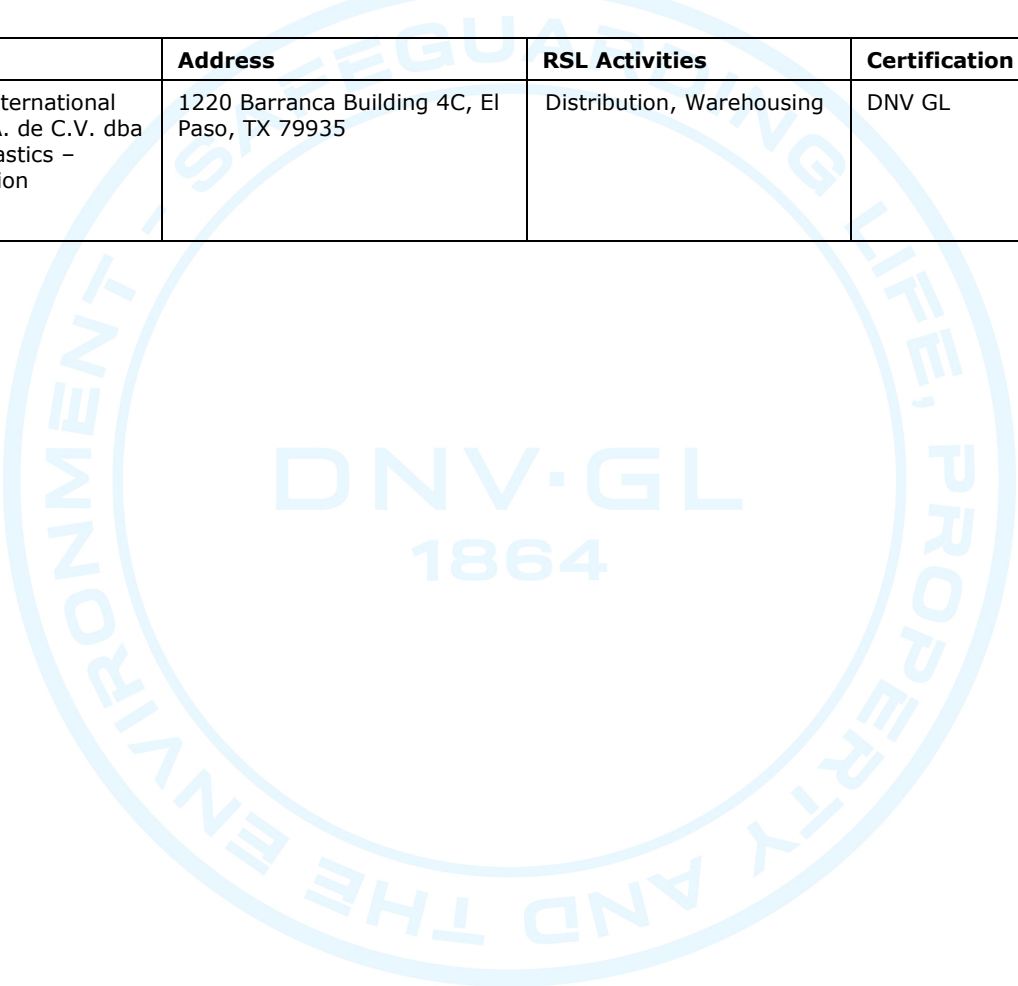 Address RSL Activities Certification
ternational 1220 Barranca Building 4C, El Distribution, Warehousing DNV GL
. de C.V. dba Paso, TX 79935
astics –
ion
SAFEGUARDING LIFE, PROPERTY AND THE ENVIRONMENT -
DNV·GL
1864